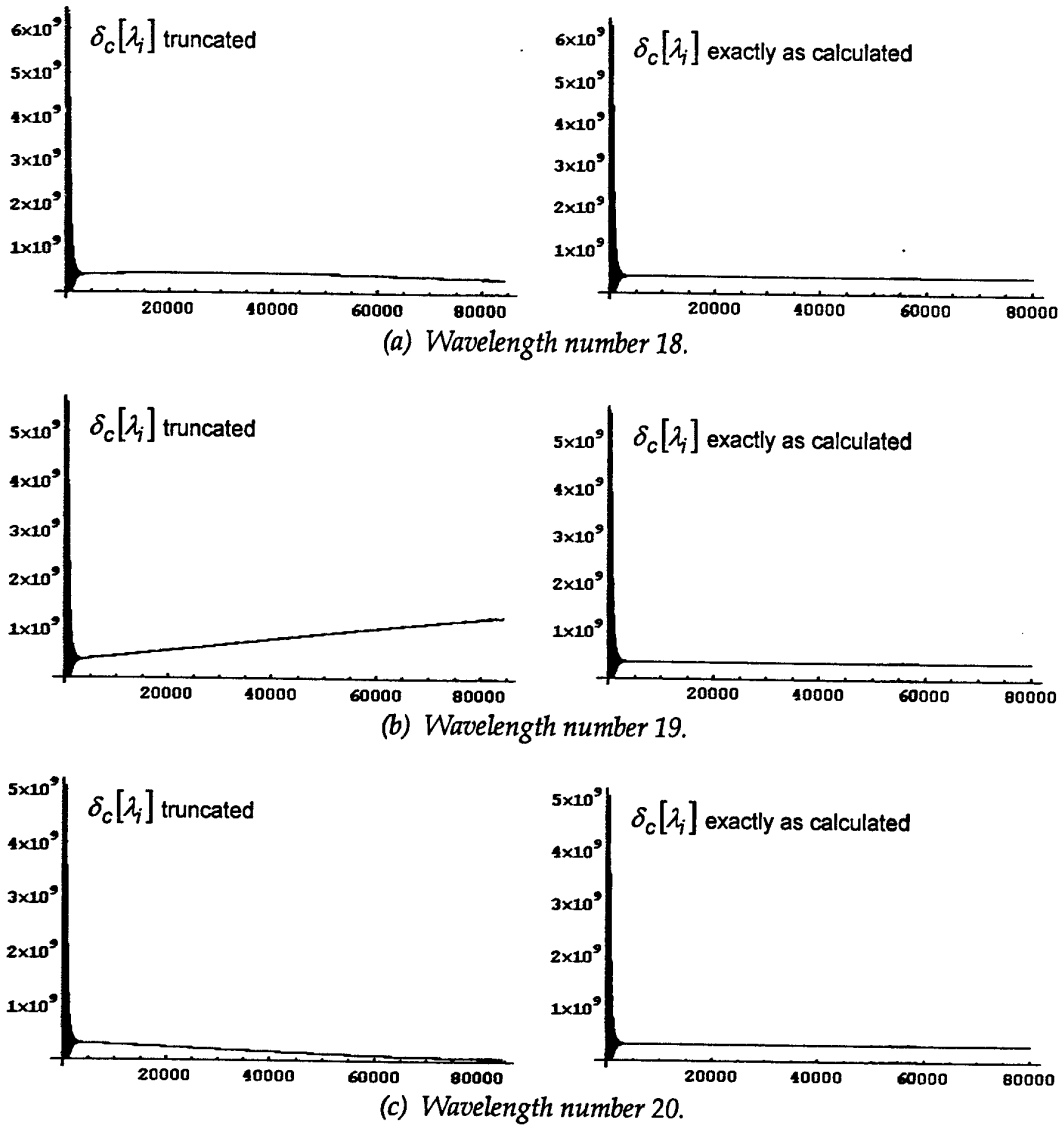 6×10⁹
5×10⁹
4×10⁹
3×10⁹
2×10⁹
1×10⁹
δc[λi] truncated
20000 40000 60000 80000
6×10⁹
5×10⁹
4×10⁹
3×10⁹
2×10⁹
1×10⁹
δc[λi] exactly as calculated
20000 40000 60000 80000
(a) Wavelength number 18.
5×10⁹
4×10⁹
3×10⁹
2×10⁹
1×10⁹
δc[λi] truncated
20000 40000 60000 80000
5×10⁹
4×10⁹
3×10⁹
2×10⁹
1×10⁹
δc[λi] exactly as calculated
20000 40000 60000 80000
(b) Wavelength number 19.
5×10⁹
4×10⁹
3×10⁹
2×10⁹
1×10⁹
δc[λi] truncated
20000 40000 60000 80000
5×10⁹
4×10⁹
3×10⁹
2×10⁹
1×10⁹
δc[λi] exactly as calculated
20000 40000 60000 80000
(c) Wavelength number 20.